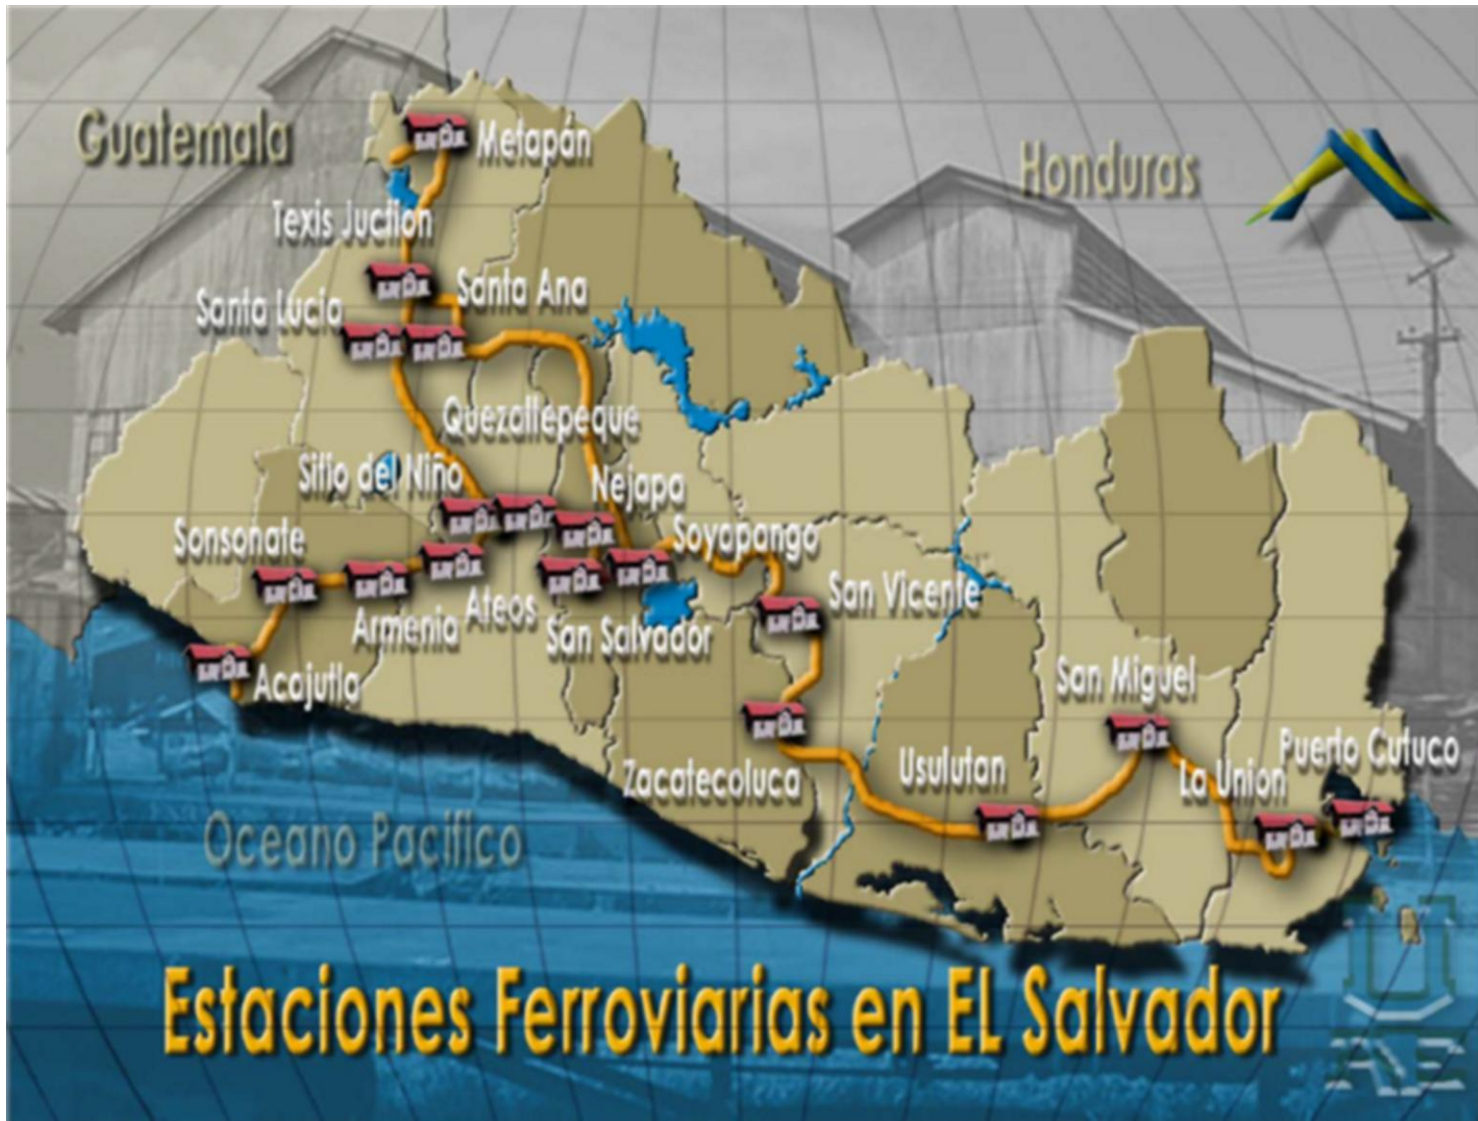 Guatemala
Metapán
Honduras
Texis Juction
Santa Ana
Santa Lucia
Quezaltepeque
Sitio del Niño
Nejapa
Sonsonate
Soyapango
San Vicente
Armenia
Ateos
San Salvador
Acajutla
San Miguel
Zacatecoluca
Usulutan
La Union
Puerto Cutuco
Oceano Pacifico
Estaciones Ferroviarias en EL Salvador